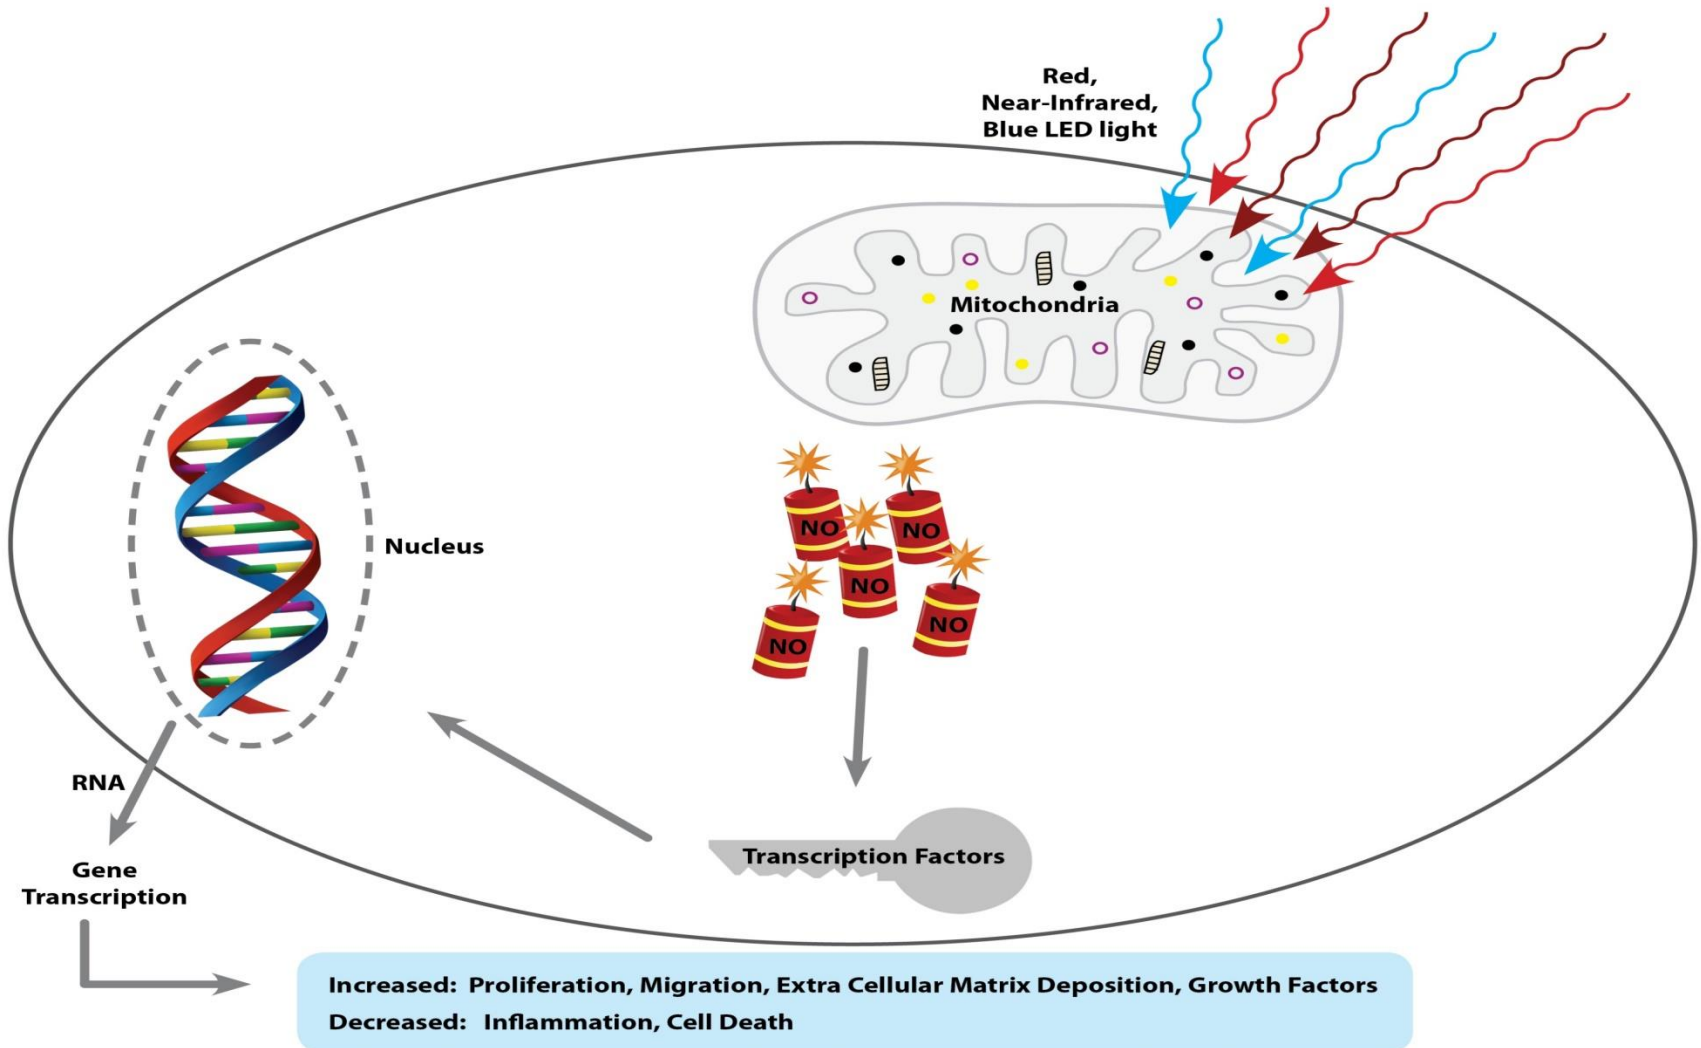 Red,
Near-Infrared,
Blue LED light
Mitochondria
NO
NO
NO
NO
NO
Nucleus
RNA
Gene
Transcription
Transcription Factors
Increased: Proliferation, Migration, Extra Cellular Matrix Deposition, Growth Factors
Decreased: Inflammation, Cell Death